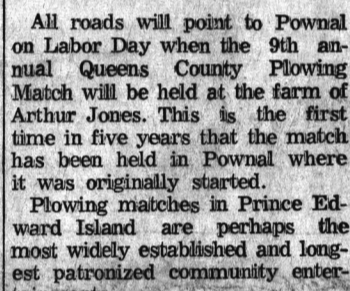 All roads will point to Pownal
on Labor Day when the 9th an-
nual Queens County Plowing
Match will be held at the farm of
Arthur Jones. This is the first
time in five years that the match
has been held in Pownal where
it was originally started.
Plowing matches in Prince Ed-
ward Island are perhaps the
most widely established and long-
est patronized community enter-